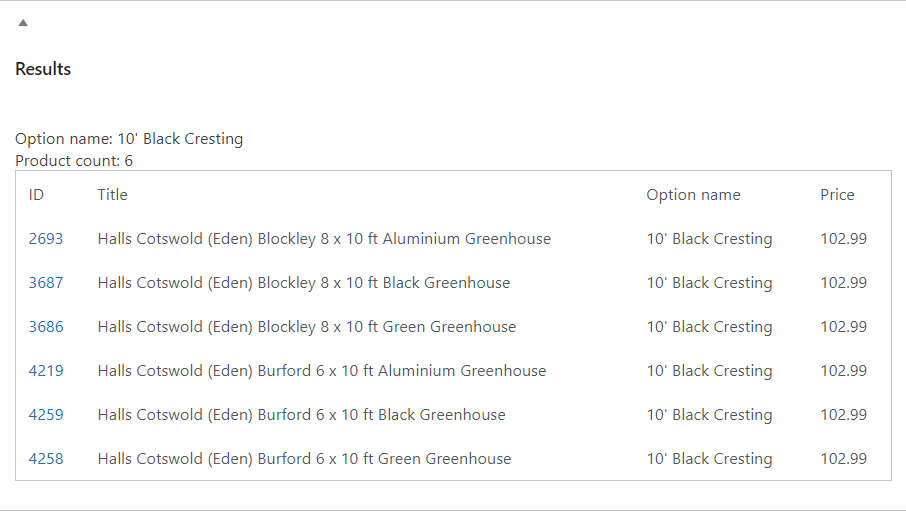 Results
Option name: 10' Black Cresting
Product count: 6
ID Title Option name Price
2693 Halls Cotswold (Eden) Blockley 8 x 10 ft Aluminium Greenhouse 10' Black Cresting 102.99
3687 Halls Cotswold (Eden) Blockley 8 x 10 ft Black Greenhouse 10' Black Cresting 102.99
3686 Halls Cotswold (Eden) Blockley 8 x 10 ft Green Greenhouse 10' Black Cresting 102.99
4219 Halls Cotswold (Eden) Burford 6 x 10 ft Aluminium Greenhouse 10' Black Cresting 102.99
4259 Halls Cotswold (Eden) Burford 6 x 10 ft Black Greenhouse 10' Black Cresting 102.99
4258 Halls Cotswold (Eden) Burford 6 x 10 ft Green Greenhouse 10' Black Cresting 102.99